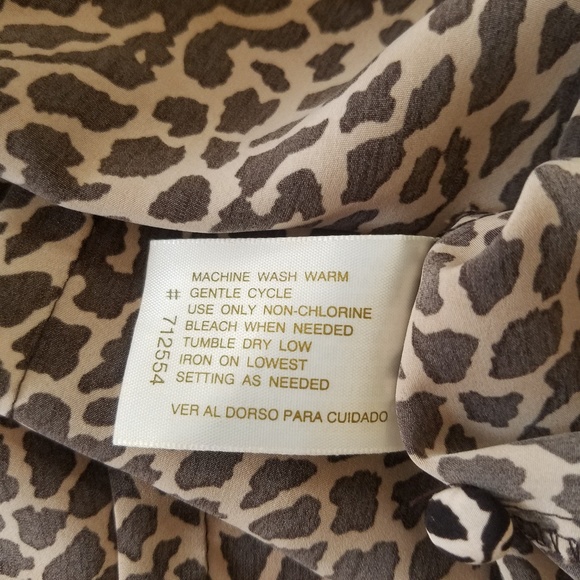 MACHINE WASH WARM
GENTLE CYCLE
USE ONLY NON-CHLORINE
BLEACH WHEN NEEDED
TUMBLE DRY LOW
IRON ON LOWEST
SETTING AS NEEDED
VER AL DORSO PARA CUIDADO
# 712554